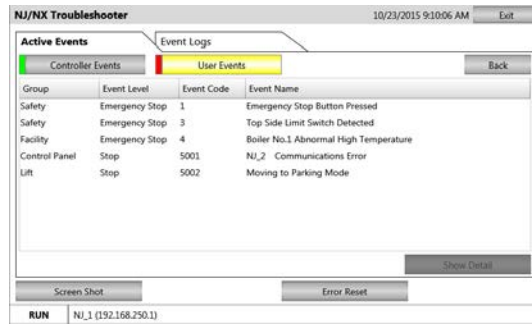 NJ/NX Troubleshooter 10/23/2015 9:10:06 AM Exit
Active Events Event Logs
Controller Events User Events Back
Group Event Level Event Code Event Name
Safety Emergency Stop 1 Emergency Stop Button Pressed
Safety Emergency Stop 3 Top Side Limit Switch Detected
Facility Emergency Stop 4 Boiler No.1 Abnormal High Temperature
Control Panel Stop 5001 NJ_2 Communications Error
Lift Stop 5002 Moving to Parking Mode
Show Detail
Screen Shot Error Reset
RUN NJ_1 (192.168.250.1)